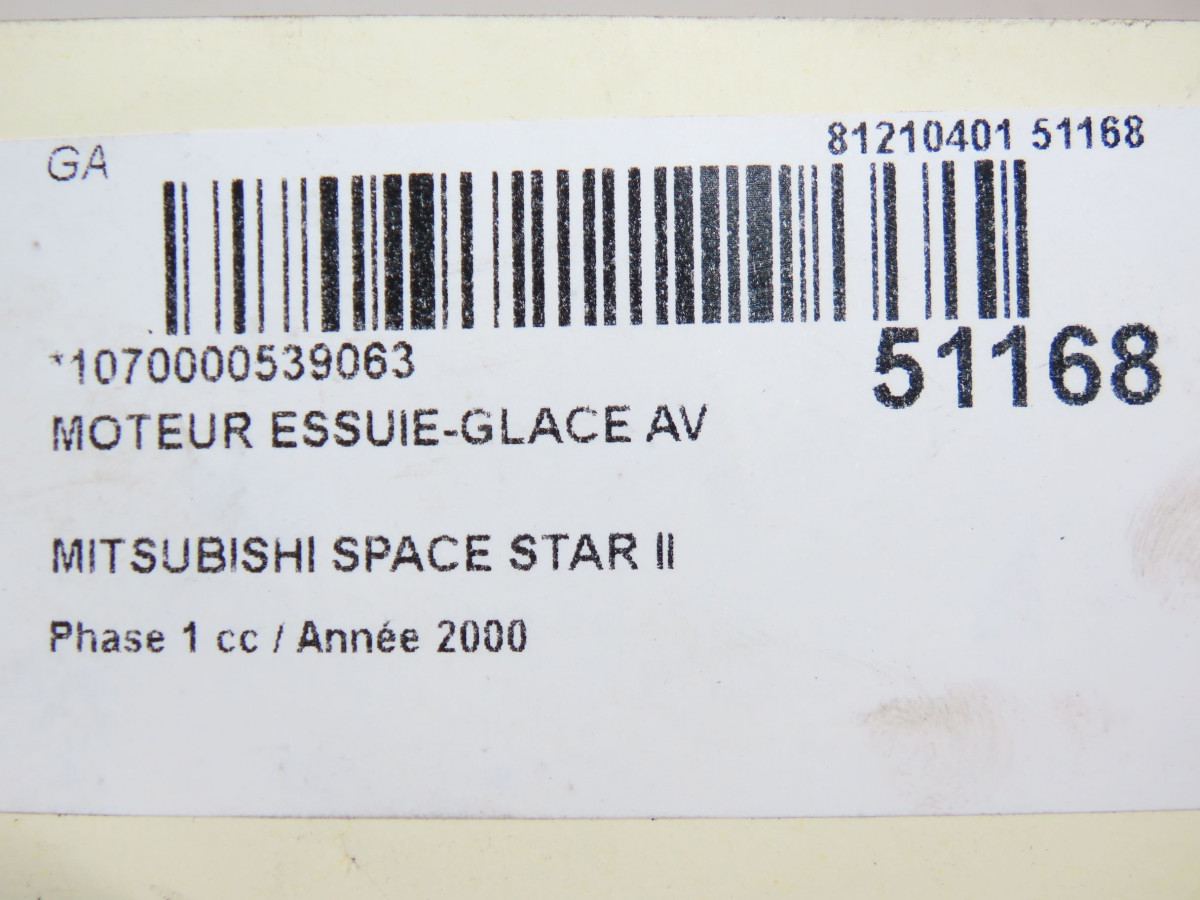 GA
81210401 51168
*1070000539063
51168
MOTEUR ESSUIE-GLACE AV
MITSUBISHI SPACE STAR II
Phase 1 cc / Année 2000